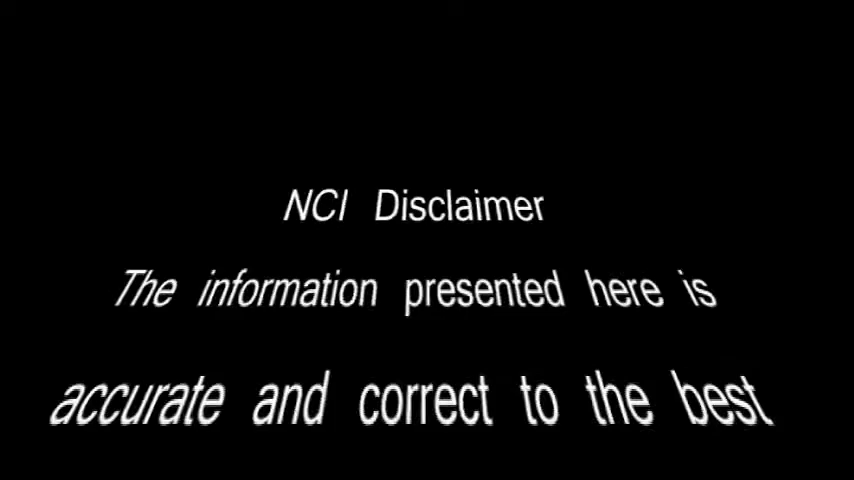 NCI Disclaimer
The information presented here is
accurate and correct to the best